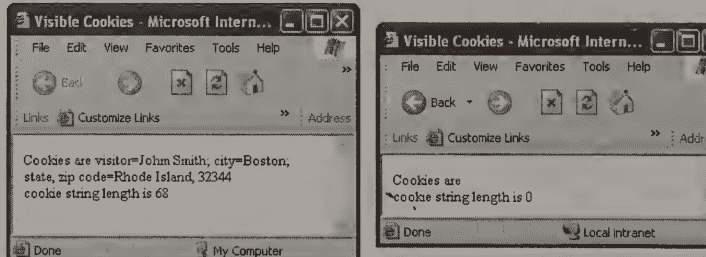 Visible Cookies - Microsoft Intern...
File Edit View Favorites Tools Help
Back
»
Links Customize Links » Address
Cookies are visitor=John Smith; city=Boston;
state, zip code=Rhode Island, 32344
cookie string length is 68
Done My Computer
Visible Cookies - Microsoft Intern...
File Edit View Favorites Tools Help
Back
Links Customize Links » Addr
Cookies are
cookie string length is 0
Done Local intranet